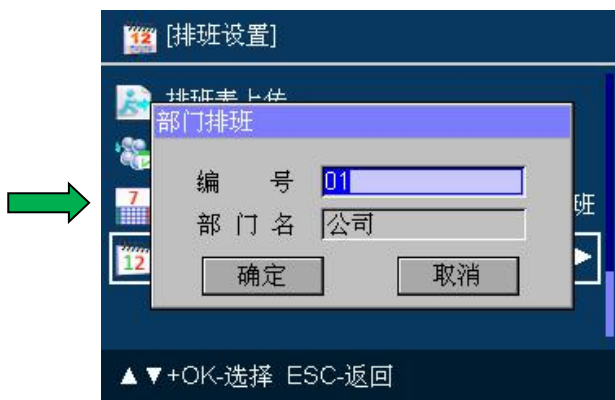 [排班设置]
排班表上传
部门排班
编 号 01
班
部 门 名 公司
确定 取消
▲▼+OK-选择 ESC-返回